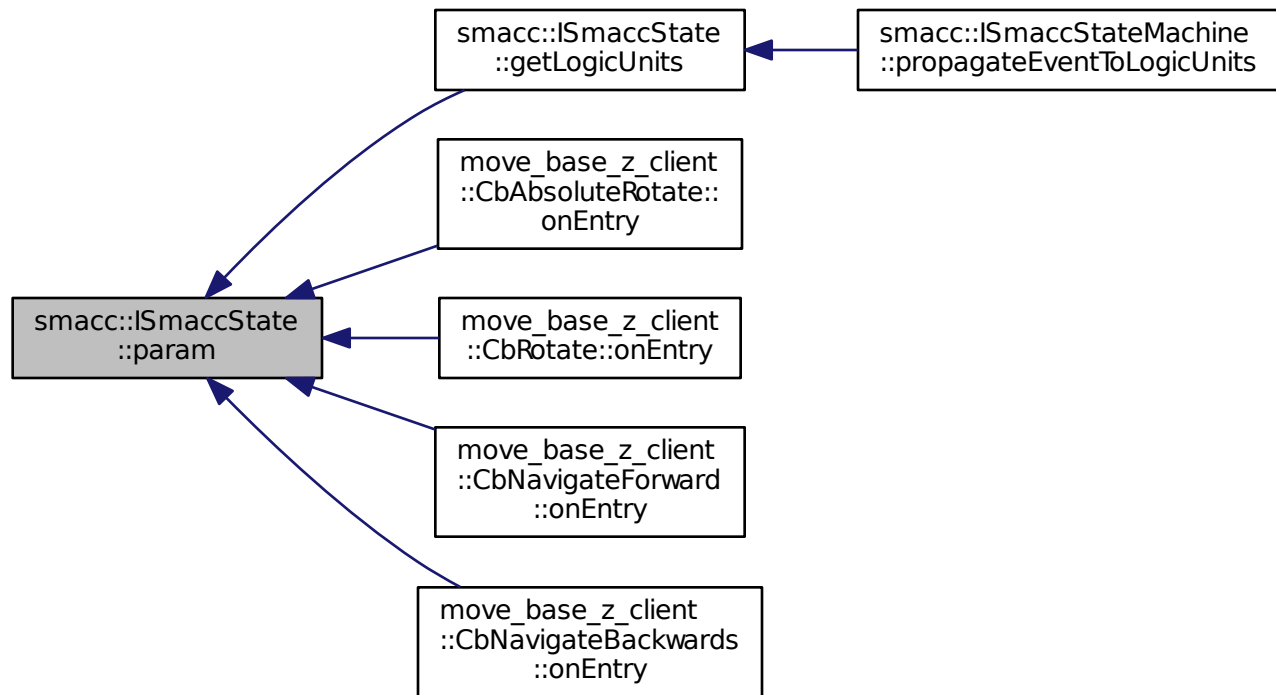 smacc::ISmaccState
::getLogicUnits
smacc::ISmaccStateMachine
::propagateEventToLogicUnits
move_base_z_client
::CbAbsoluteRotate::
onEntry
smacc::ISmaccState
::param
move_base_z_client
::CbRotate::onEntry
move_base_z_client
::CbNavigateForward
::onEntry
move_base_z_client
::CbNavigateBackwards
::onEntry